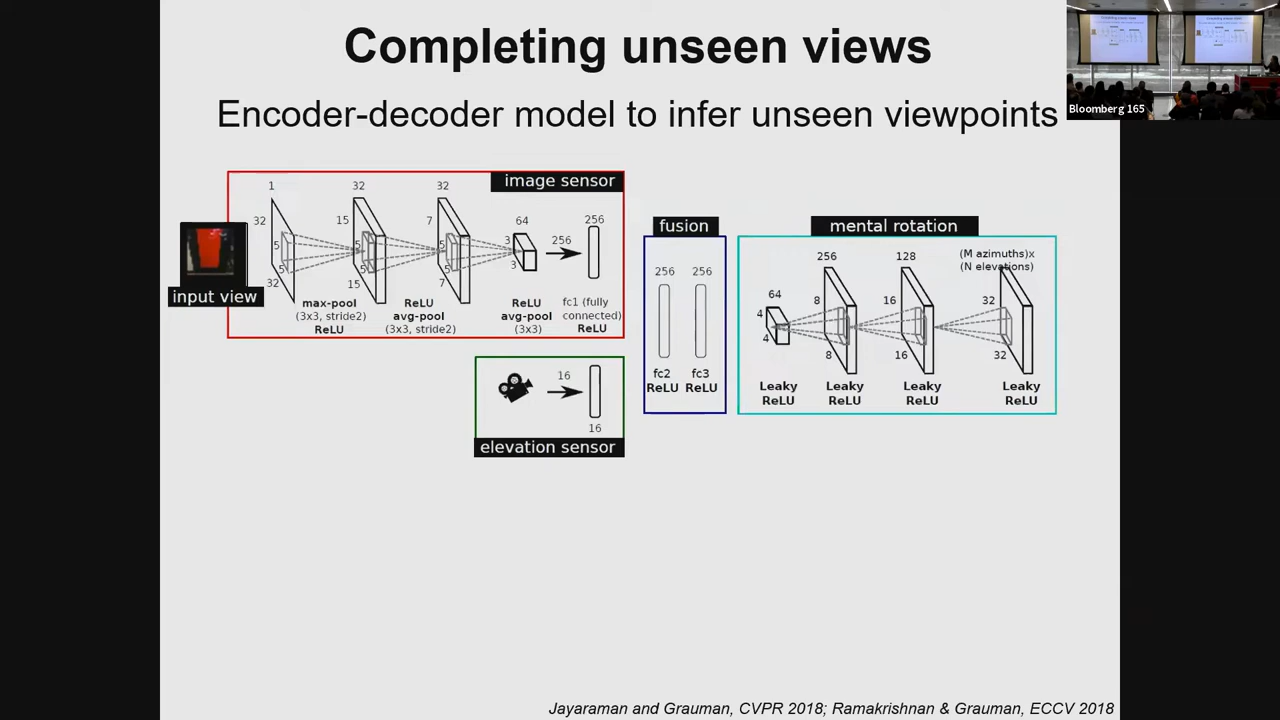 Completing unseen views
Encoder-decoder model to infer unseen viewpoints
Bloomberg 165
image sensor
1
32
32
64
256
32
15
7
3
5
5
5
256
5
5
5
3
32
15
7
input view
max-pool
(3x3, stride2)
ReLU
ReLU
avg-pool
(3x3, stride2)
ReLU
avg-pool
(3x3)
fc1 (fully
connected)
ReLU
16
16
elevation sensor
fusion
256
256
fc2
fc3
ReLU
ReLU
mental rotation
256
128
(M azimuths)x
(N elevations)
64
8
16
32
4
4
8
16
32
Leaky
ReLU
Leaky
ReLU
Leaky
ReLU
Leaky
ReLU
Jayaraman and Grauman, CVPR 2018; Ramakrishnan & Grauman, ECCV 2018